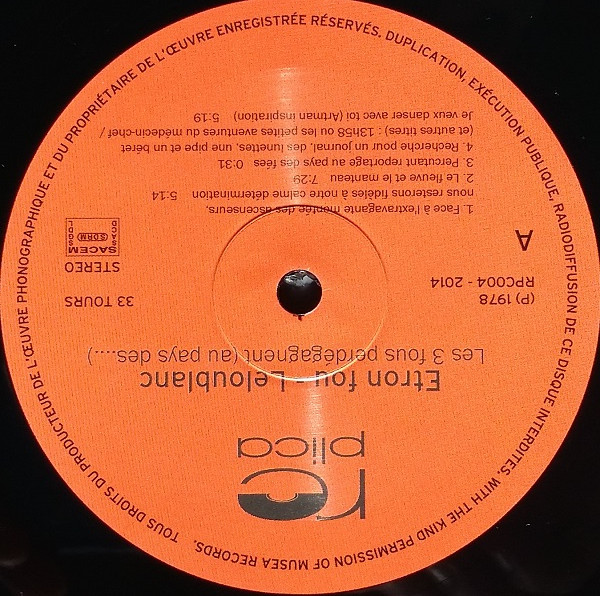 re
plica
Etron fou - Leloublanc
Les 3 fous perdégagnent (au pays des....)
(P) 1978
RPC004 - 2014
33 TOURS
STEREO
A
SACEM
SDRM
SACD
1. Face à l'extravagante montée des ascenseurs,
nous resterons fidèles à notre calme détermination 5:14
2. Le fleuve et le manteau 7:29
3. Percutant reportage au pays des fées 0:31
4. Recherche pour un journal, des lunettes, une pipe et un béret
(et autres titres) : 13H58 ou les petites aventures du médecin-chef /
Je veux danser avec toi (Artman inspiration) 5:19
TOUS DROITS DU PRODUCTEUR DE L'ŒUVRE PHONOGRAPHIQUE ET DU PROPRIÉTAIRE DE L'ŒUVRE ENREGISTRÉE RÉSERVÉS. DUPLICATION, EXÉCUTION PUBLIQUE, RADIODIFFUSION DE CE DISQUE INTERDITES. WITH THE KIND PERMISSION OF MUSEA RECORDS.